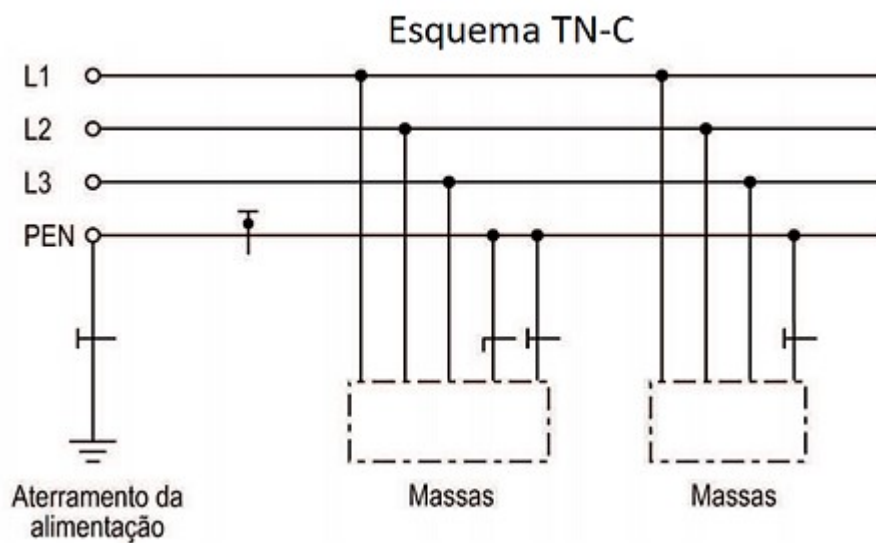 Esquema TN-C
L1
L2
L3
PEN
Aterramento da
alimentação
Massas
Massas